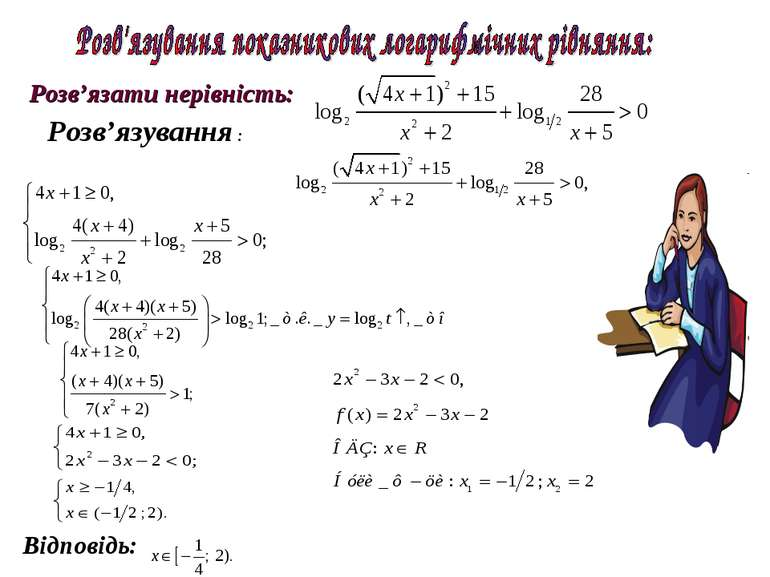 Розв'язування показникових логарифмічних рівняння:
Розв’язати нерівність: log₂ ((√(4x + 1))² + 15)/(x² + 2) + log₁/₂ 28/(x + 5) > 0
Розв’язування :
log₂ ((√(4x + 1))² + 15)/(x² + 2) + log₁/₂ 28/(x + 5) > 0,
{ 4x + 1 ≥ 0,
log₂ 4(x + 4)/(x² + 2) + log₂ (x + 5)/28 > 0;
{ 4x + 1 ≥ 0,
log₂ (4(x + 4)(x + 5)/28(x² + 2)) > log₂ 1; _ ò .ê. _ y = log₂ t ↑, _ ò î
{ 4x + 1 ≥ 0,
(x + 4)(x + 5)/7(x² + 2) > 1;
{ 4x + 1 ≥ 0,
2x² − 3x − 2 < 0;
{ x ≥ −1/4,
x ∈ (−1/2 ; 2).
2x² − 3x − 2 < 0,
f (x) = 2x² − 3x − 2
Î ÄÇ: x ∈ R
Í óëè _ ô − öè : x₁ = −1/2 ; x₂ = 2
Відповідь: x ∈ [−1/4; 2).